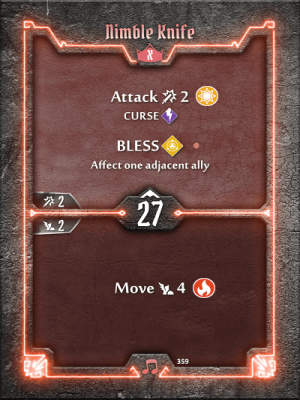 Nimble Knife
X
Attack 2
CURSE
BLESS
Affect one adjacent ally
2
27
2
Move 4
359